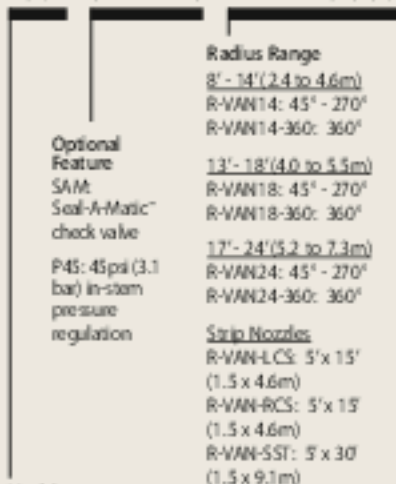 Optional
Feature
SAM:
Seal-A-Matic™
check valve
P45: 45psi (3.1
bar) in-stem
pressure
regulation
Radius Range
8' - 14' (2.4 to 4.6m)
R-VAN14: 45° - 270°
R-VAN14-360: 360°
13' - 18' (4.0 to 5.5m)
R-VAN18: 45° - 270°
R-VAN18-360: 360°
17' - 24' (5.2 to 7.3m)
R-VAN24: 45° - 270°
R-VAN24-360: 360°
Strip Nozzles
R-VAN-LCS: 5' x 15'
(1.5 x 4.6m)
R-VAN-RCS: 5' x 15'
(1.5 x 4.6m)
R-VAN-SST: 5' x 30'
(1.5 x 9.1m)